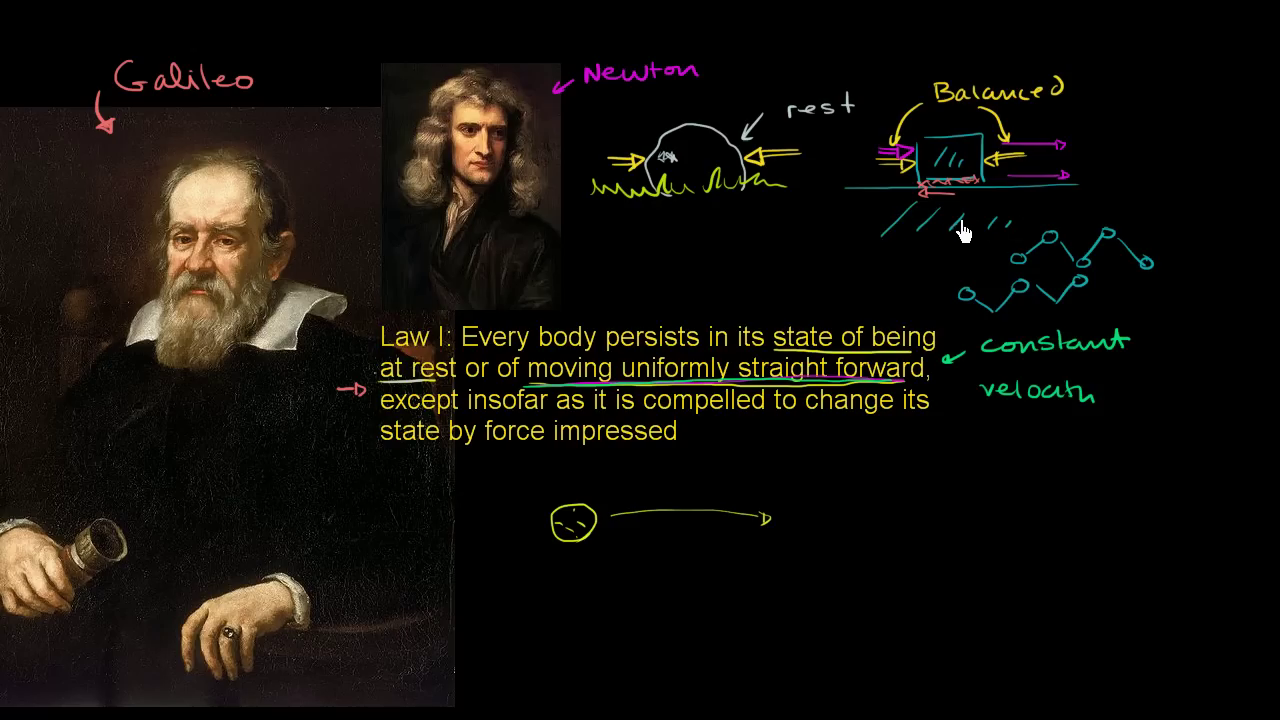 Galileo
Newton
rest
Balanced
Law I: Every body persists in its state of being
at rest or of moving uniformly straight forward,
except insofar as it is compelled to change its
state by force impressed
constant
velocity